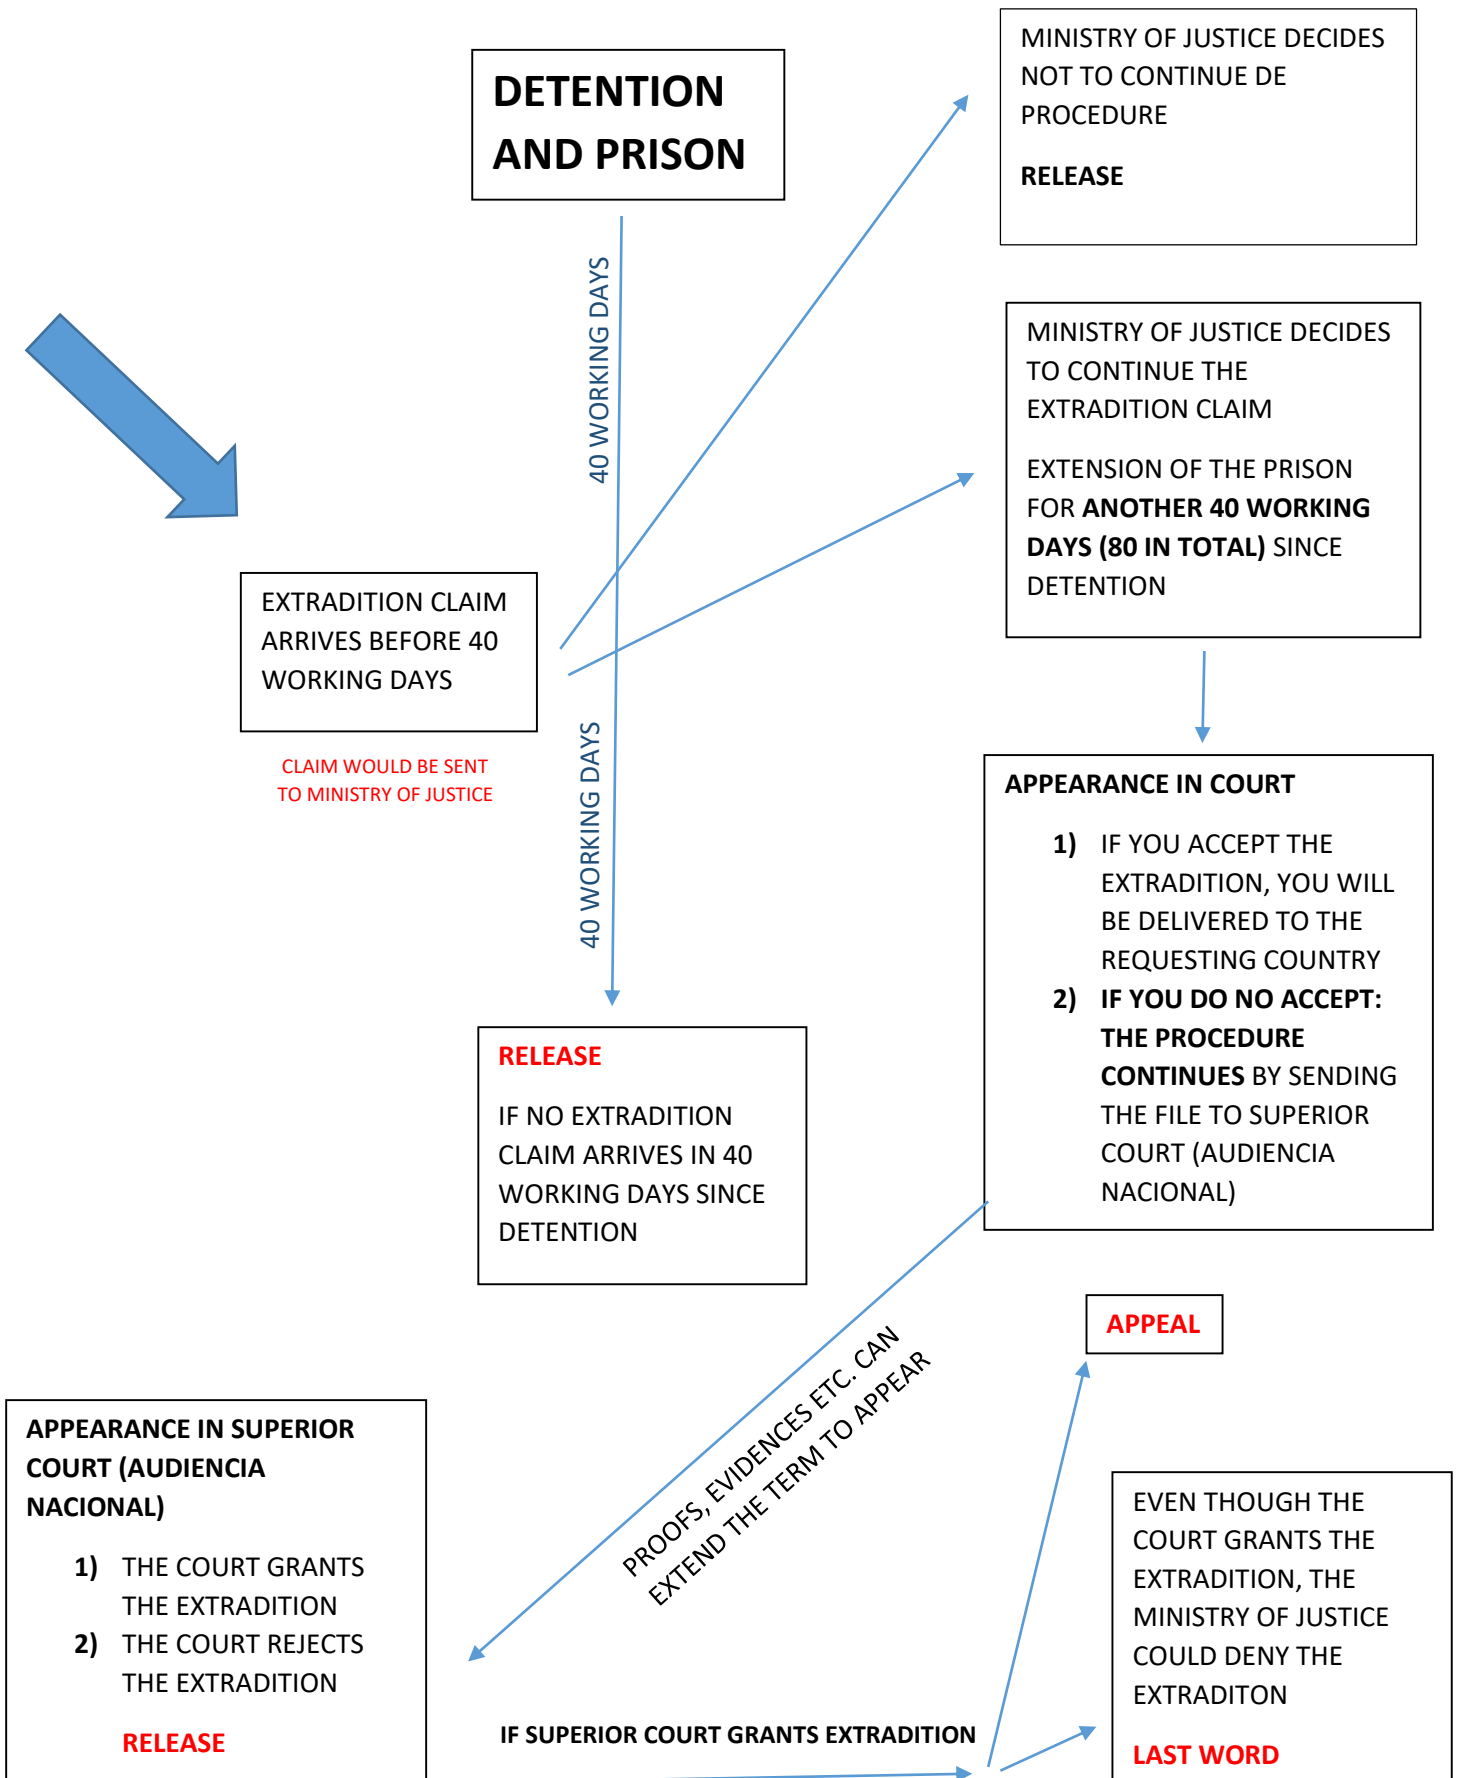 DETENTION
AND PRISON
MINISTRY OF JUSTICE DECIDES
NOT TO CONTINUE DE
PROCEDURE
RELEASE
40 WORKING DAYS
MINISTRY OF JUSTICE DECIDES
TO CONTINUE THE
EXTRADITION CLAIM
EXTENSION OF THE PRISON
FOR ANOTHER 40 WORKING
DAYS (80 IN TOTAL) SINCE
DETENTION
EXTRADITION CLAIM
ARRIVES BEFORE 40
WORKING DAYS
CLAIM WOULD BE SENT
TO MINISTRY OF JUSTICE
40 WORKING DAYS
APPEARANCE IN COURT
1) IF YOU ACCEPT THE
EXTRADITION, YOU WILL
BE DELIVERED TO THE
REQUESTING COUNTRY
2) IF YOU DO NO ACCEPT:
THE PROCEDURE
CONTINUES BY SENDING
THE FILE TO SUPERIOR
COURT (AUDIENCIA
NACIONAL)
RELEASE
IF NO EXTRADITION
CLAIM ARRIVES IN 40
WORKING DAYS SINCE
DETENTION
APPEAL
PROOFS, EVIDENCES ETC. CAN
EXTEND THE TERM TO APPEAR
APPEARANCE IN SUPERIOR
COURT (AUDIENCIA
NACIONAL)
1) THE COURT GRANTS
THE EXTRADITION
2) THE COURT REJECTS
THE EXTRADITION
RELEASE
IF SUPERIOR COURT GRANTS EXTRADITION
EVEN THOUGH THE
COURT GRANTS THE
EXTRADITION, THE
MINISTRY OF JUSTICE
COULD DENY THE
EXTRADITON
LAST WORD